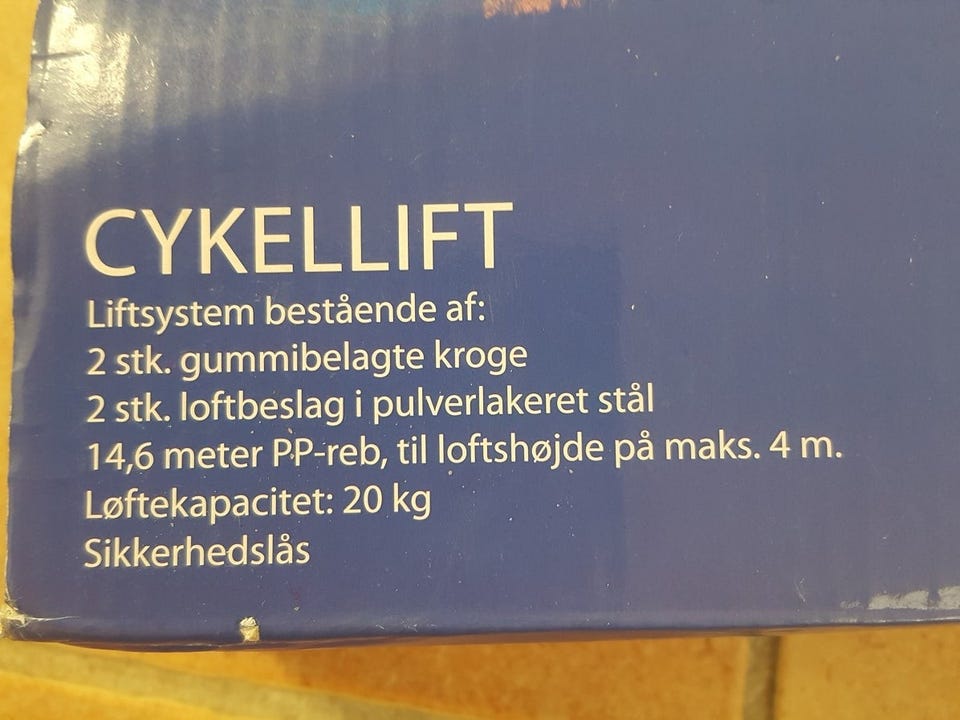 CYKELLIFT
Liftsystem bestående af:
2 stk. gummibelagte kroge
2 stk. loftbeslag i pulverlakeret stål
14,6 meter PP-reb, til loftshøjde på maks. 4 m.
Løftekapacitet: 20 kg
Sikkerhedslås